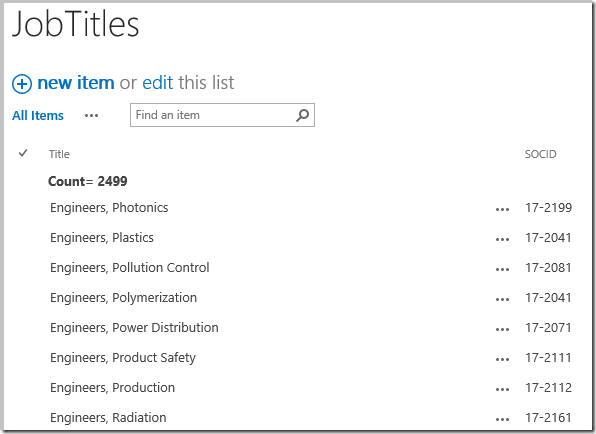 JobTitles
new item or edit this list
All Items ••• Find an item
Title SOCID
Count= 2499
Engineers, Photonics ••• 17-2199
Engineers, Plastics ••• 17-2041
Engineers, Pollution Control ••• 17-2081
Engineers, Polymerization ••• 17-2041
Engineers, Power Distribution ••• 17-2071
Engineers, Product Safety ••• 17-2111
Engineers, Production ••• 17-2112
Engineers, Radiation ••• 17-2161